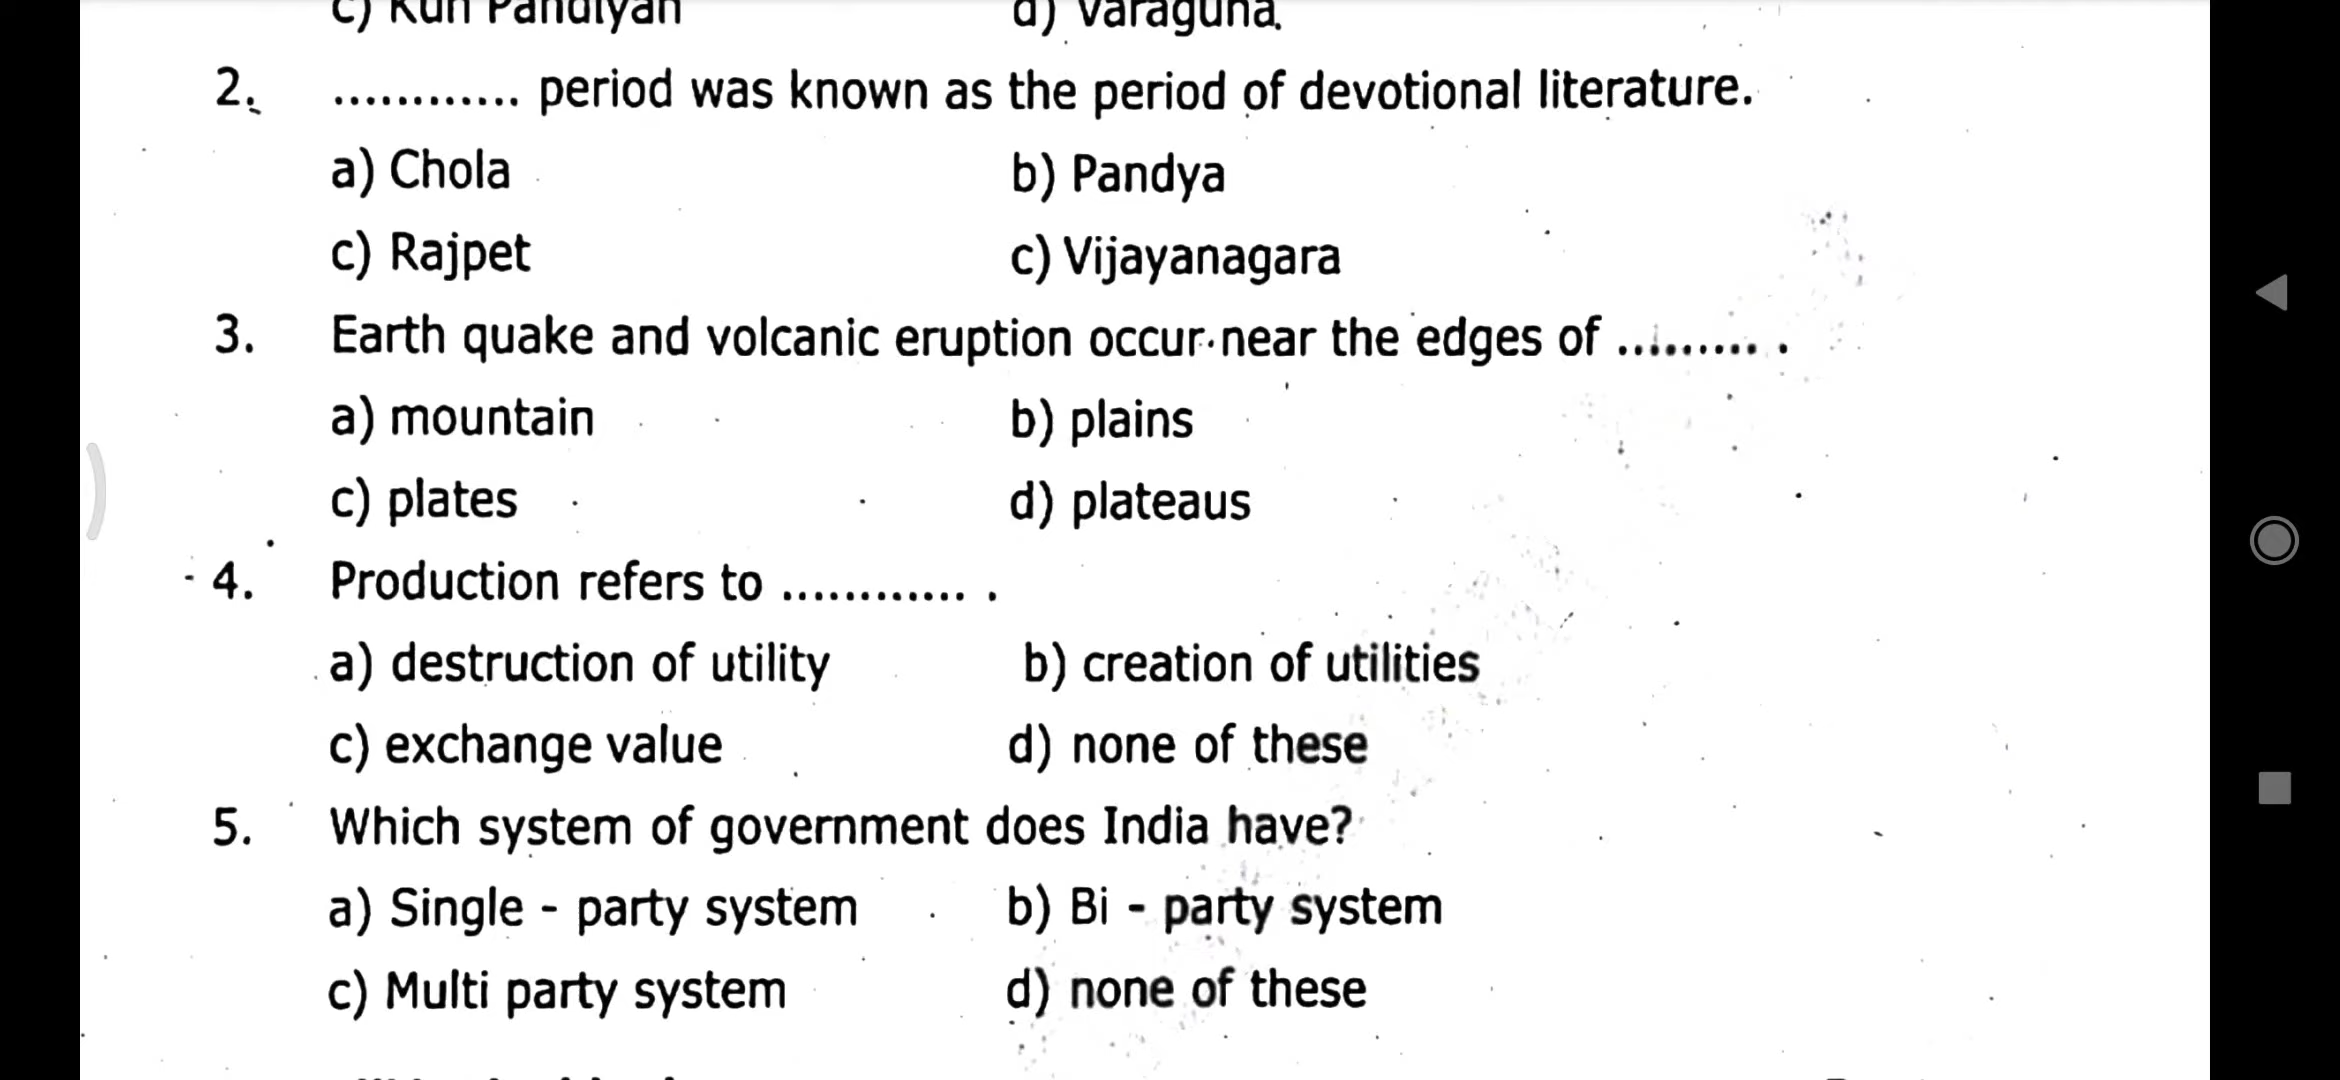 c) Kun Pandiyan d) Varaguna.
2. ............ period was known as the period of devotional literature.
a) Chola b) Pandya
c) Rajpet c) Vijayanagara
3. Earth quake and volcanic eruption occur near the edges of ......... .
a) mountain b) plains
c) plates d) plateaus
4. Production refers to ............ .
a) destruction of utility b) creation of utilities
c) exchange value d) none of these
5. Which system of government does India have?
a) Single - party system b) Bi - party system
c) Multi party system d) none of these